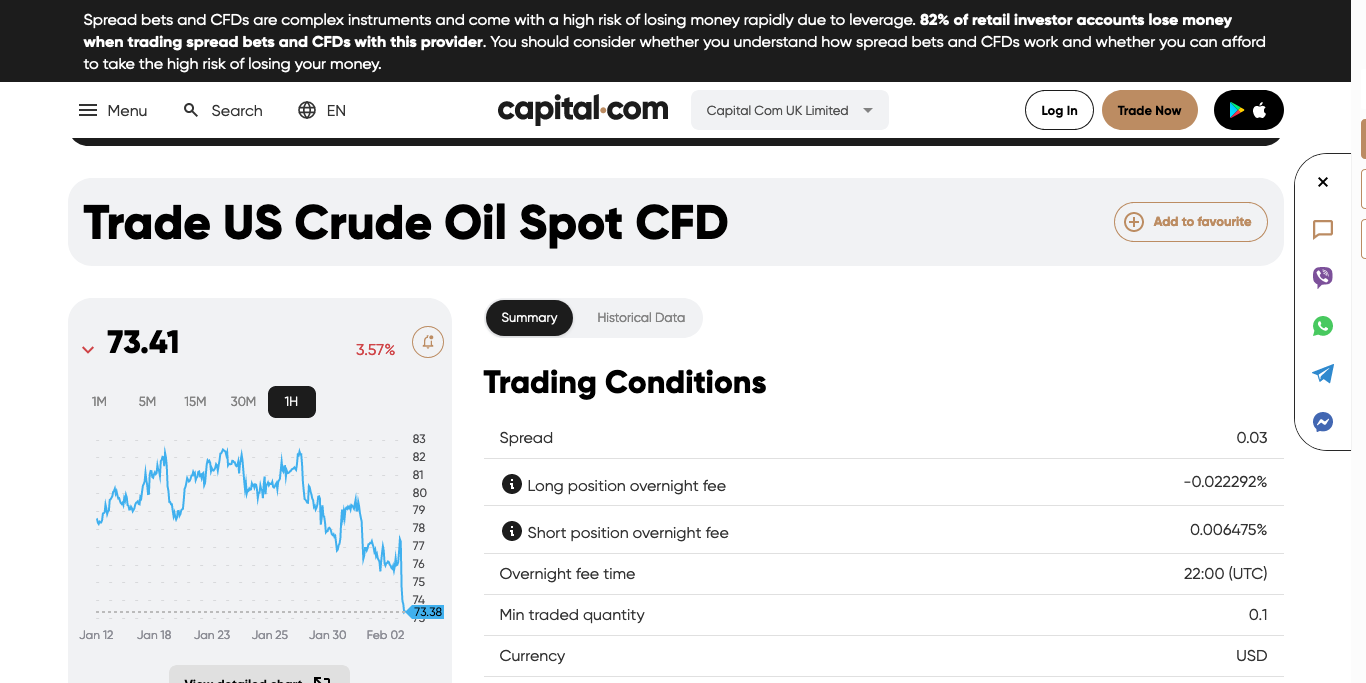 Spread bets and CFDs are complex instruments and come with a high risk of losing money rapidly due to leverage. 82% of retail investor accounts lose money
when trading spread bets and CFDs with this provider. You should consider whether you understand how spread bets and CFDs work and whether you can afford
to take the high risk of losing your money.
Menu Search EN capital.com Capital Com UK Limited Log In Trade Now
Trade US Crude Oil Spot CFD
Add to favourite
73.41
3.57%
1M 5M 15M 30M 1H
83
82
81
80
79
78
77
76
75
74
73.38
Jan 12 Jan 18 Jan 23 Jan 25 Jan 30 Feb 02
View detailed chart
Summary Historical Data
Trading Conditions
Spread 0.03
Long position overnight fee -0.022292%
Short position overnight fee 0.006475%
Overnight fee time 22:00 (UTC)
Min traded quantity 0.1
Currency USD